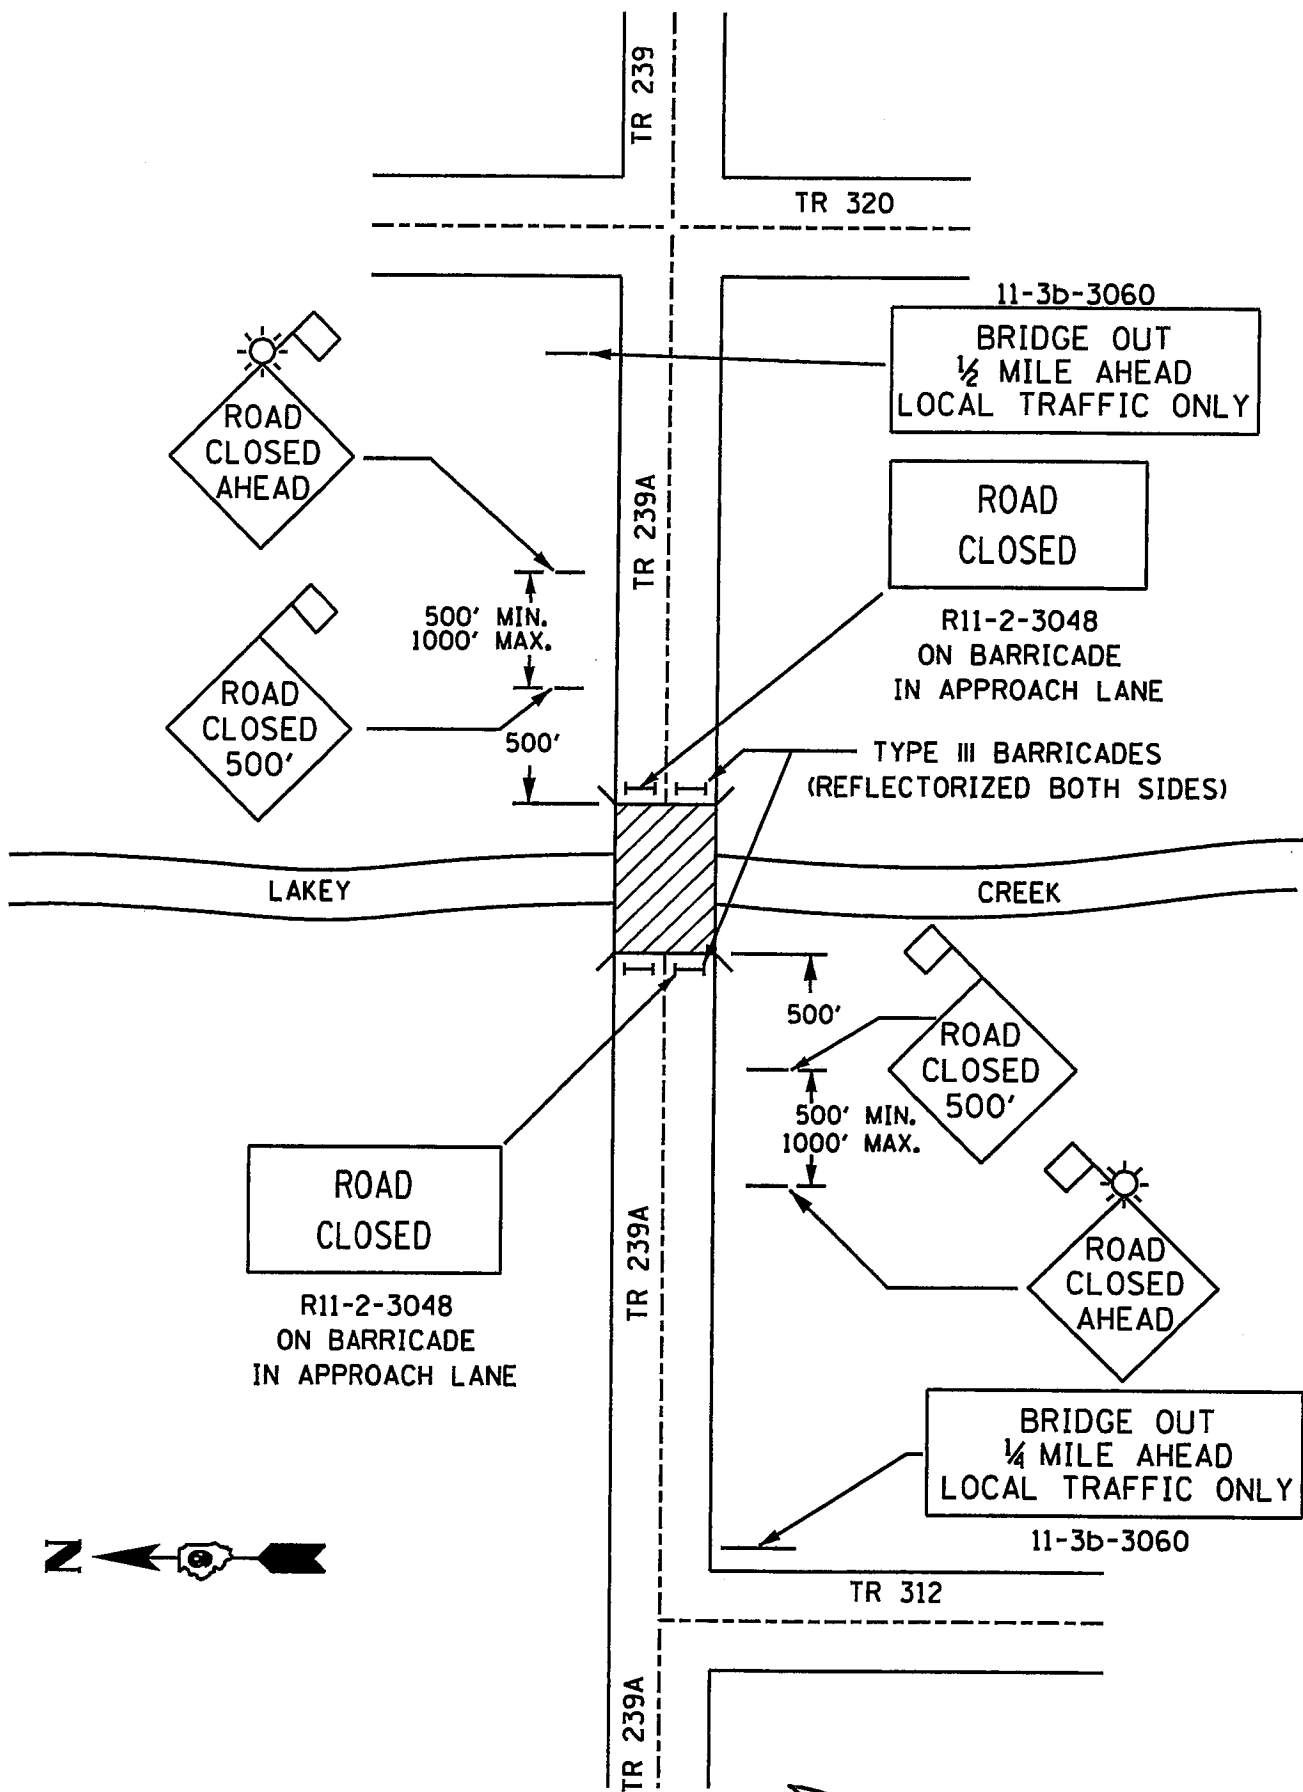 TR 239
TR 320
11-3b-3060
BRIDGE OUT
1/2 MILE AHEAD
LOCAL TRAFFIC ONLY
ROAD
CLOSED
AHEAD
TR 239A
ROAD
CLOSED
R11-2-3048
ON BARRICADE
IN APPROACH LANE
500' MIN.
1000' MAX.
ROAD
CLOSED
500'
500'
TYPE III BARRICADES
(REFLECTORIZED BOTH SIDES)
LAKEY CREEK
500'
ROAD
CLOSED
500'
500' MIN.
1000' MAX.
ROAD
CLOSED
R11-2-3048
ON BARRICADE
IN APPROACH LANE
TR 239A
ROAD
CLOSED
AHEAD
BRIDGE OUT
1/4 MILE AHEAD
LOCAL TRAFFIC ONLY
11-3b-3060
N
TR 312
TR 239A